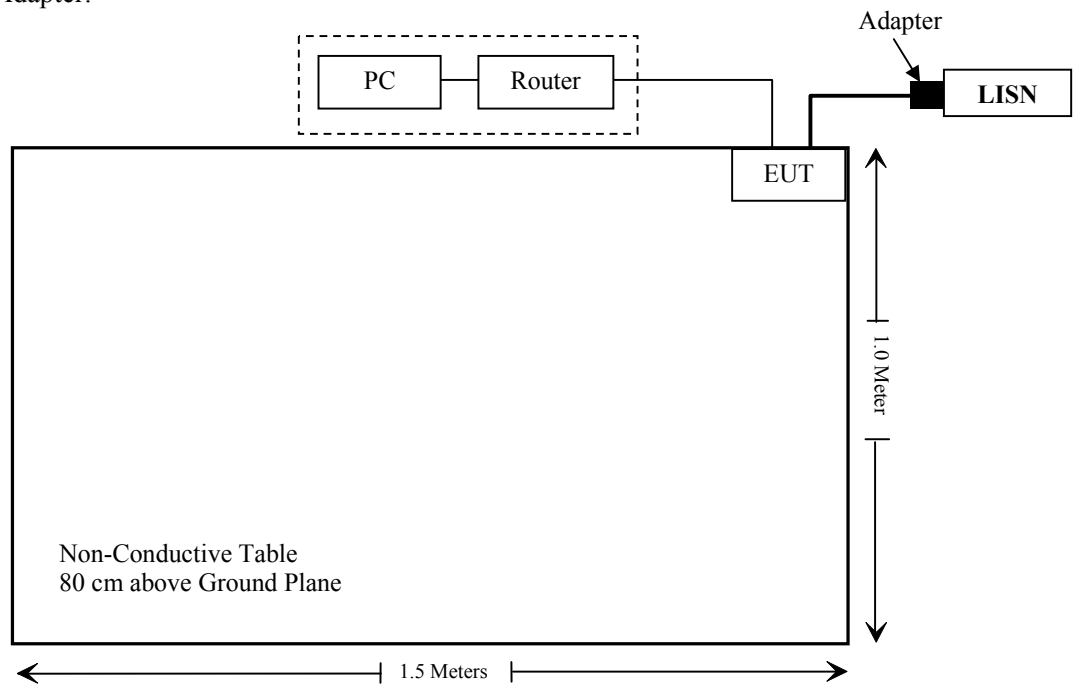 Adapter.
Adapter
PC
Router
LISN
EUT
1.0 Meter
Non-Conductive Table
80 cm above Ground Plane
1.5 Meters